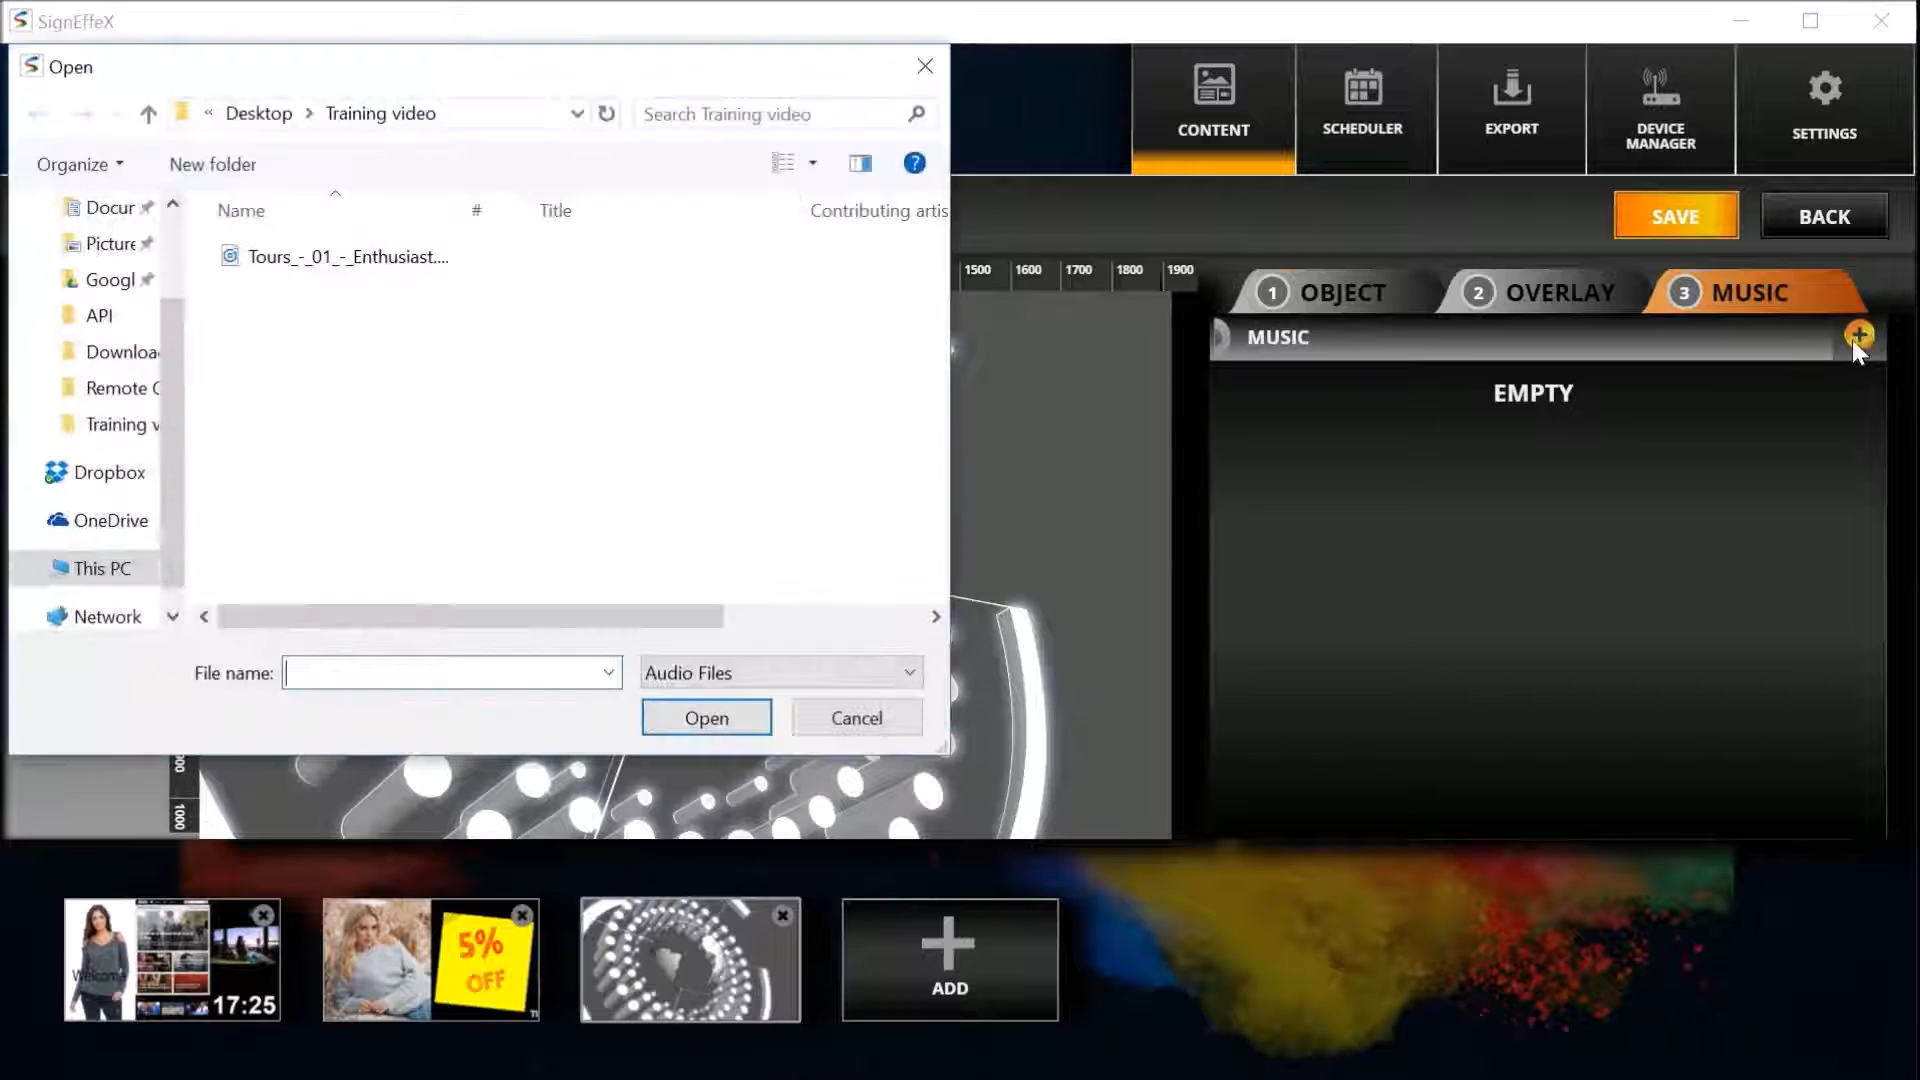 SignEffeX
Open
« Desktop > Training video
Search Training video
CONTENT
SCHEDULER
EXPORT
DEVICE
MANAGER
SETTINGS
Organize
New folder
?
SAVE
BACK
Docur
Picture
Googl
API
Downloa
Remote C
Training v
Dropbox
OneDrive
This PC
Network
Name
#
Title
Contributing artis
Tours_-_01_-_Enthusiast....
1500 1600 1700 1800 1900
1 OBJECT
2 OVERLAY
3 MUSIC
MUSIC
EMPTY
File name:
Audio Files
Open
Cancel
1000
Welcome
17:25
5%
OFF
ADD